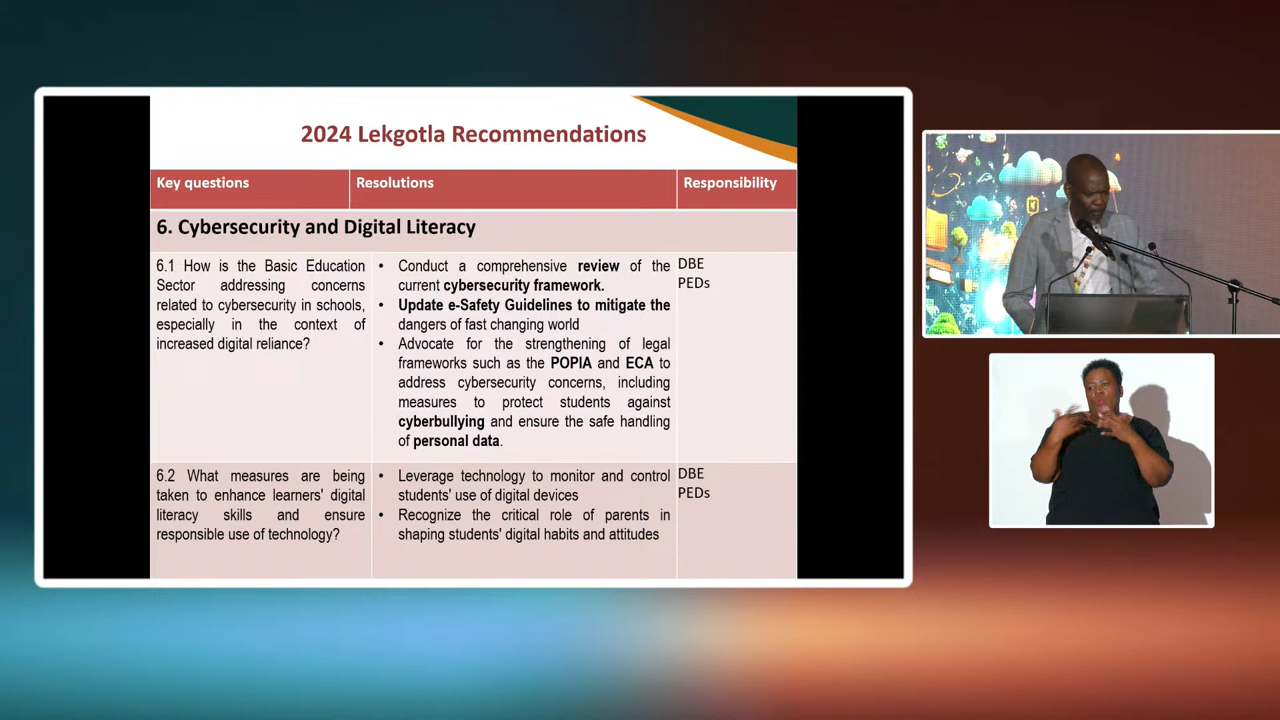 2024 Lekgotla Recommendations
Key questions
Resolutions
Responsibility
6. Cybersecurity and Digital Literacy
6.1 How is the Basic Education
Sector addressing concerns
related to cybersecurity in schools,
especially in the context of
increased digital reliance?
• Conduct a comprehensive review of the
current cybersecurity framework.
• Update e-Safety Guidelines to mitigate the
dangers of fast changing world
• Advocate for the strengthening of legal
frameworks such as the POPIA and ECA to
address cybersecurity concerns, including
measures to protect students against
cyberbullying and ensure the safe handling
of personal data.
DBE
PEDs
6.2 What measures are being
taken to enhance learners' digital
literacy skills and ensure
responsible use of technology?
• Leverage technology to monitor and control
students' use of digital devices
• Recognize the critical role of parents in
shaping students' digital habits and attitudes
DBE
PEDs